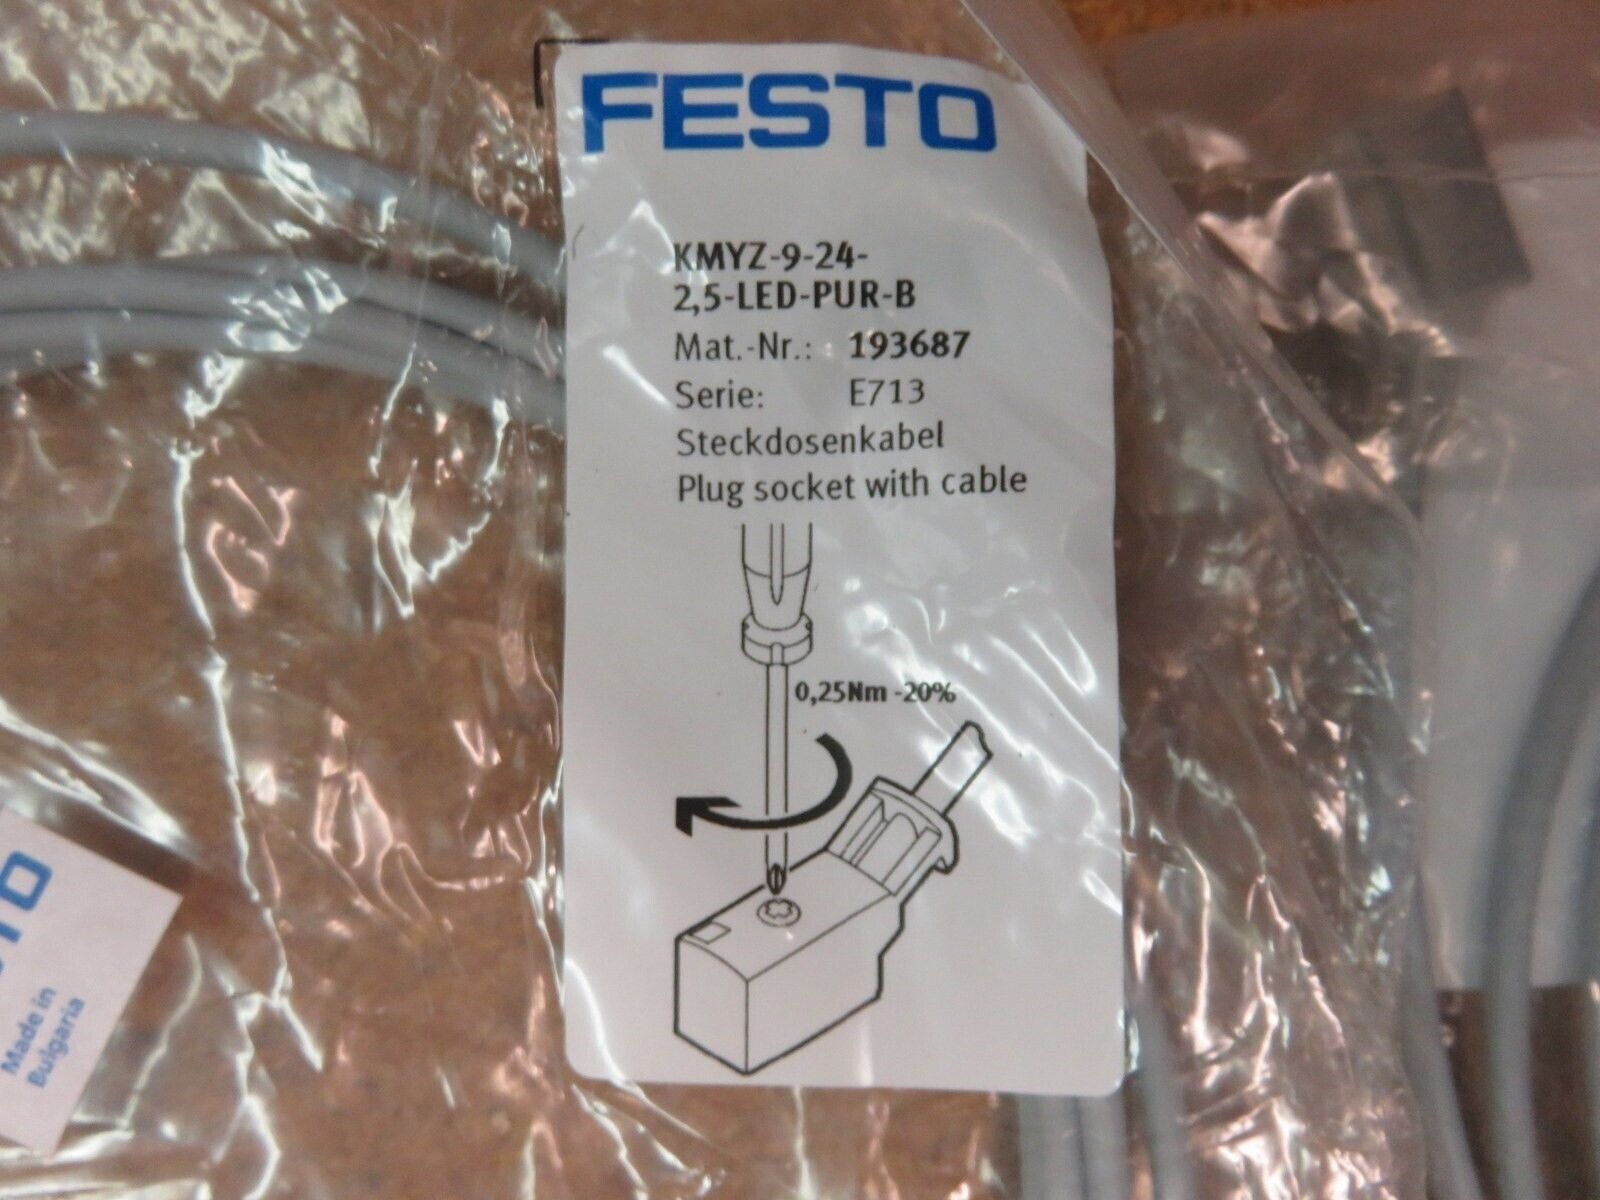 FESTO
KMYZ-9-24-
2,5-LED-PUR-B
Mat.-Nr.: 193687
Serie: E713
Steckdosenkabel
Plug socket with cable
0,25Nm -20%
Made in
Bulgaria